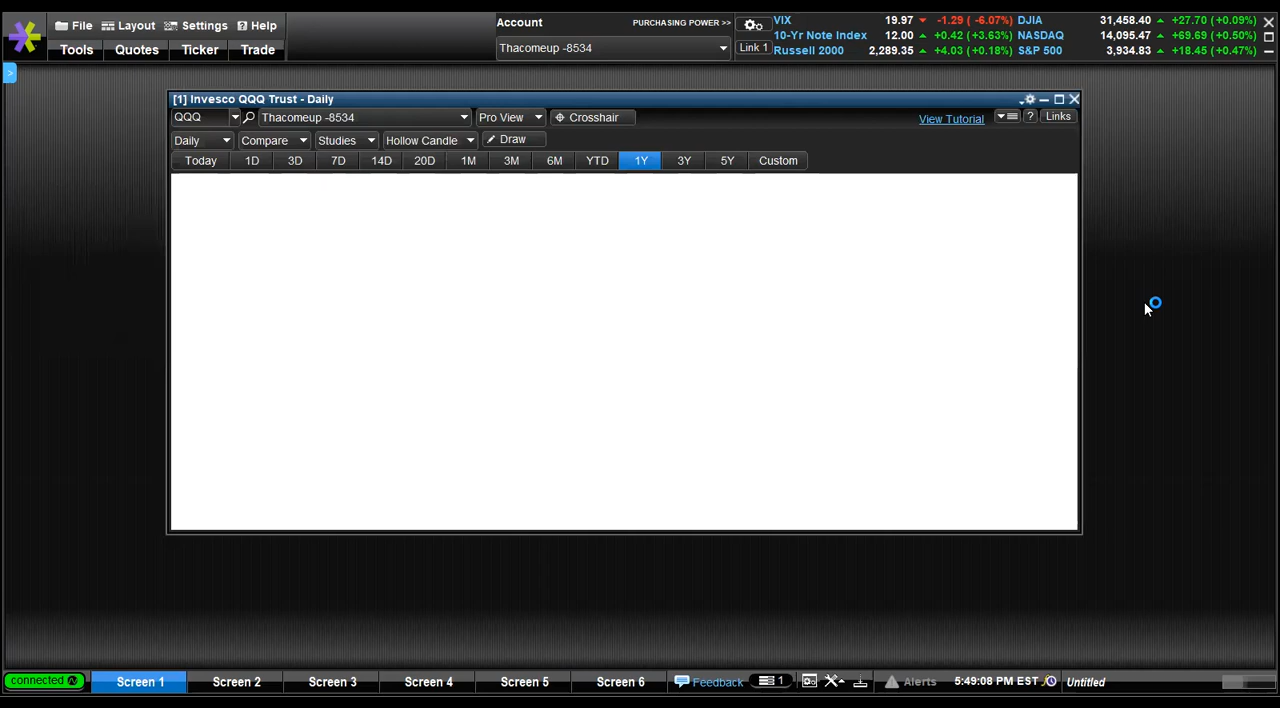 File Layout Settings ? Help
Tools Quotes Ticker Trade
Account PURCHASING POWER >>
Thacomeup -8534 Link 1
VIX 19.97 -1.29 ( -6.07%) DJIA 31,458.40 +27.70 (+0.09%)
10-Yr Note Index 12.00 +0.42 (+3.63%) NASDAQ 14,095.47 +69.69 (+0.50%)
Russell 2000 2,289.35 +4.03 (+0.18%) S&P 500 3,934.83 +18.45 (+0.47%)
>
[1] Invesco QQQ Trust - Daily
QQQ Thacomeup -8534 Pro View Crosshair View Tutorial ? Links
Daily Compare Studies Hollow Candle Draw
Today 1D 3D 7D 14D 20D 1M 3M 6M YTD 1Y 3Y 5Y Custom
connected Screen 1 Screen 2 Screen 3 Screen 4 Screen 5 Screen 6 Feedback 1 Alerts 5:49:08 PM EST Untitled